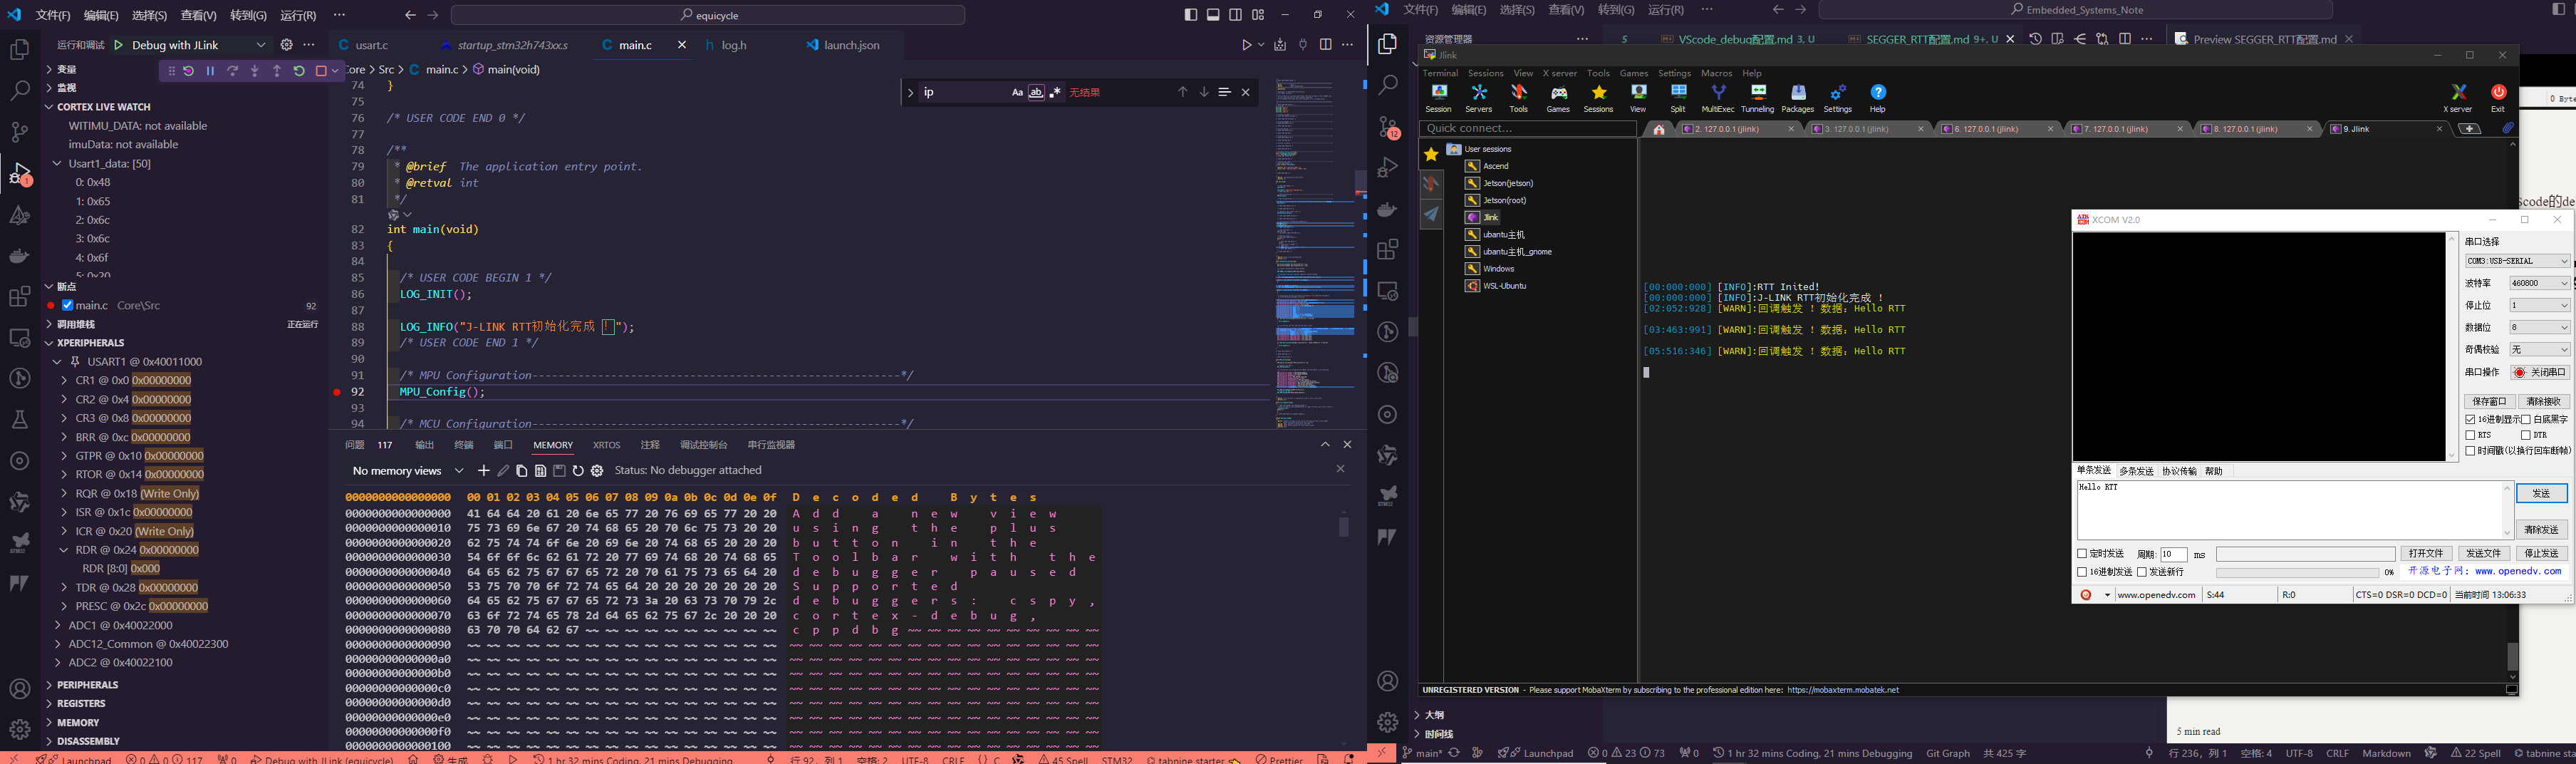 文件(F) 编辑(E) 选择(S) 查看(V) 转到(G) 运行(R) ···
equicycle
运行和调试 Debug with JLink
变量
监视
CORTEX LIVE WATCH
WITIMU_DATA: not available
imuData: not available
Usart1_data: [50]
0: 0x48
1: 0x65
2: 0x6c
3: 0x6c
4: 0x6f
5: 0x20
断点
main.c Core\Src 92
调用堆栈 正在运行
XPERIPHERALS
USART1 @ 0x40011000
CR1 @ 0x0 0x00000000
CR2 @ 0x4 0x00000000
CR3 @ 0x8 0x00000000
BRR @ 0xc 0x00000000
GTPR @ 0x10 0x00000000
RTOR @ 0x14 0x00000000
RQR @ 0x18 (Write Only)
ISR @ 0x1c 0x00000000
ICR @ 0x20 (Write Only)
RDR @ 0x24 0x00000000
RDR [8:0] 0x000
TDR @ 0x28 0x00000000
PRESC @ 0x2c 0x00000000
ADC1 @ 0x40022000
ADC12_Common @ 0x40022300
ADC2 @ 0x40022100
PERIPHERALS
REGISTERS
MEMORY
DISASSEMBLY
usart.c startup_stm32h743xx.s main.c log.h launch.json
Core > Src > main.c > main(void)
ip Aa ab 无结果
74 }
75
76 /* USER CODE END 0 */
77
78 /**
79 * @brief The application entry point.
80 * @retval int
81 */
82 int main(void)
83 {
84
85 /* USER CODE BEGIN 1 */
86 LOG_INIT();
87
88 LOG_INFO("J-LINK RTT初始化完成 ！");
89 /* USER CODE END 1 */
90
91 /* MPU Configuration--------------------------------------------------------*/
92 MPU_Config();
93
94 /* MCU Configuration--------------------------------------------------------*/
问题 117 输出 终端 端口 MEMORY XRTOS 注释 调试控制台 串行监视器
No memory views Status: No debugger attached
0000000000000000 00 01 02 03 04 05 06 07 08 09 0a 0b 0c 0d 0e 0f Decoded Bytes
0000000000000000 41 64 64 20 61 20 6e 65 77 20 76 69 65 77 20 20 Add a new view
0000000000000010 75 73 69 6e 67 20 74 68 65 20 70 6c 75 73 20 20 using the plus
0000000000000020 62 75 74 74 6f 6e 20 69 6e 20 74 68 65 20 20 20 button in the
0000000000000030 54 6f 6f 6c 62 61 72 20 77 69 74 68 20 74 68 65 Toolbar with the
0000000000000040 64 65 62 75 67 67 65 72 20 70 61 75 73 65 64 20 debugger paused
0000000000000050 53 75 70 70 6f 72 74 65 64 20 20 20 20 20 20 20 Supported
0000000000000060 64 65 62 75 67 67 65 72 73 3a 20 63 73 70 79 2c debuggers: cspy,
0000000000000070 63 6f 72 74 65 78 2d 64 65 62 75 67 2c 20 20 20 cortex-debug,
0000000000000080 63 70 70 64 62 67 ~~ ~~ ~~ ~~ ~~ ~~ ~~ ~~ ~~ ~~ cppdbg ~~ ~~ ~~ ~~ ~~ ~~ ~~ ~~ ~~ ~~
0000000000000090
00000000000000a0
00000000000000b0
00000000000000c0
00000000000000d0
00000000000000e0
00000000000000f0
0000000000000100
Launchpad 0 0 117 0 Debug with JLink (equicycle) 生成 1 hr 32 mins Coding, 21 mins Debugging 行 92，列 1 空格: 2 UTF-8 CRLF C 45 Spell STM32 tabnine starter Prettier
文件(F) 编辑(E) 选择(S) 查看(V) 转到(G) 运行(R) ···
Embedded_Systems_Note
资源管理器 ··· 5 VScode_debug配置.md 3, U SEGGER_RTT配置.md 9+, U Preview SEGGER_RTT配置.md
12
Jlink
Terminal Sessions View X server Tools Games Settings Macros Help
Session Servers Tools Games Sessions View Split MultiExec Tunneling Packages Settings Help X server Exit
Quick connect... 2. 127.0.0.1 (jlink) 3. 127.0.0.1 (jlink) 6. 127.0.0.1 (jlink) 7. 127.0.0.1 (jlink) 8. 127.0.0.1 (jlink) 9. Jlink
User sessions
Ascend
Jetson(jetson)
Jetson(root)
Jlink
ubantu主机
ubantu主机_gnome
Windows
WSL-Ubuntu
[00:000:000] [INFO]:RTT Inited!
[00:000:000] [INFO]:J-LINK RTT初始化完成 ！
[02:052:928] [WARN]:回调触发 ! 数据: Hello RTT
[03:463:991] [WARN]:回调触发 ! 数据: Hello RTT
[05:516:346] [WARN]:回调触发 ! 数据: Hello RTT
UNREGISTERED VERSION - Please support MobaXterm by subscribing to the professional edition here: https://mobaxterm.mobatek.net
0 Byte
Scode的de
XCOM V2.0
串口选择
COM3:USB-SERIAL
波特率 460800
停止位 1
数据位 8
奇偶校验 无
串口操作 关闭串口
保存窗口 清除接收
16进制显示 白底黑字
RTS DTR
时间戳(以换行回车断帧)
单条发送 多条发送 协议传输 帮助
Hello RTT
发送
清除发送
定时发送 周期: 10 ms 打开文件 发送文件 停止发送
16进制发送 发送新行 0% 开源电子网: www.openedv.com
www.openedv.com S:44 R:0 CTS=0 DSR=0 DCD=0 当前时间 13:06:33
大纲
时间线
5 min read
main* Launchpad 0 23 73 0 1 hr 32 mins Coding, 21 mins Debugging Git Graph 共 425 字 行 236，列 1 空格: 4 UTF-8 CRLF Markdown 22 Spell tabnine sta